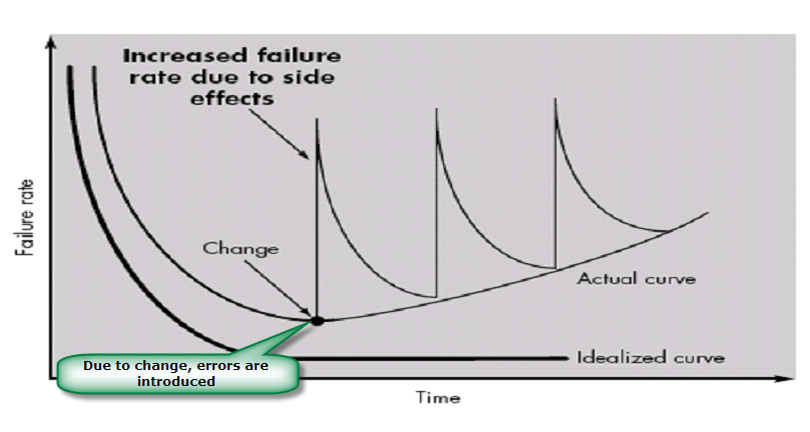 Increased failure
rate due to side
effects
Failure rate
Change
Actual curve
Idealized curve
Due to change, errors are
introduced
Time